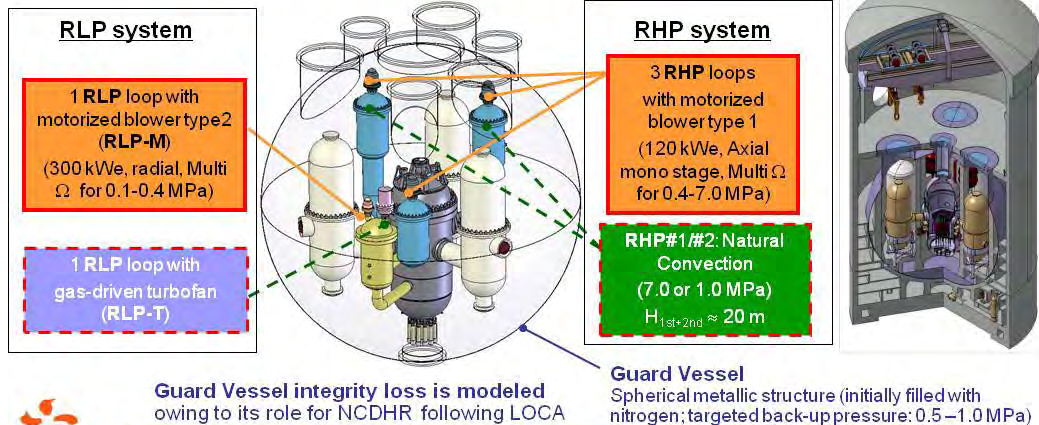 RLP system
1 RLP loop with
motorized blower type2
(RLP-M)
(300 kWe, radial, Multi
Ω for 0.1-0.4 MPa)
1 RLP loop with
gas-driven turbofan
(RLP-T)
RHP system
3 RHP loops
with motorized
blower type 1
(120 kWe, Axial
mono stage, Multi Ω
for 0.4-7.0 MPa)
RHP#1/#2: Natural
Convection
(7.0 or 1.0 MPa)
H1st+2nd ≈ 20 m
Guard Vessel integrity loss is modeled
owing to its role for NCDHR following LOCA
Guard Vessel
Spherical metallic structure (initially filled with
nitrogen; targeted back-up pressure: 0.5 – 1.0 MPa)